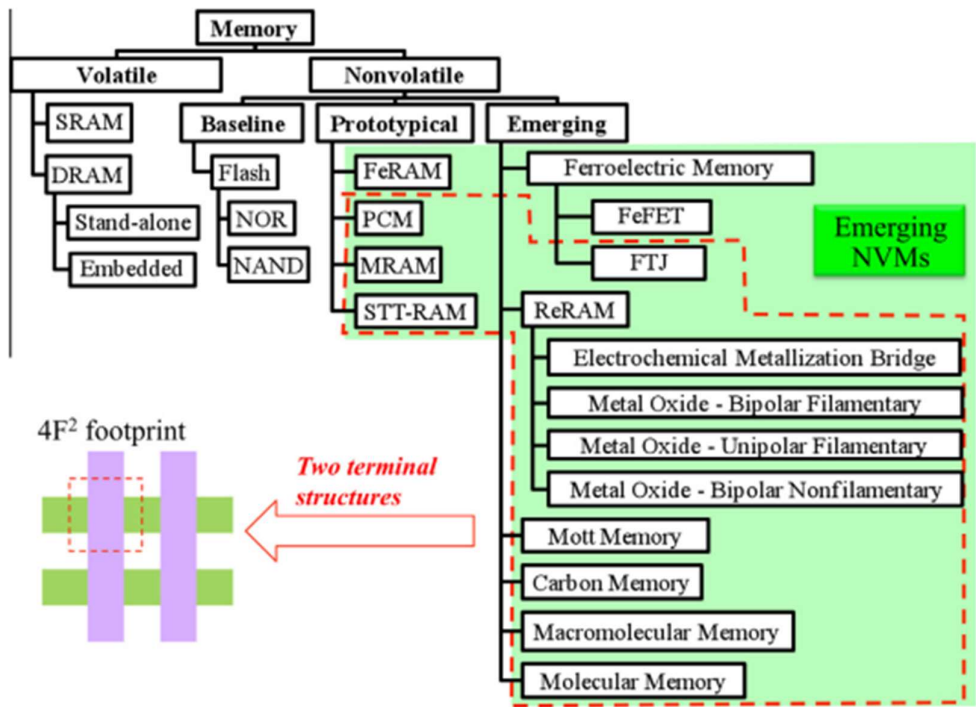 Memory
Volatile
Nonvolatile
SRAM
DRAM
Stand-alone
Embedded
Baseline
Flash
NOR
NAND
Prototypical
FeRAM
PCM
MRAM
STT-RAM
Emerging
Ferroelectric Memory
FeFET
FTJ
ReRAM
Electrochemical Metallization Bridge
Metal Oxide - Bipolar Filamentary
Metal Oxide - Unipolar Filamentary
Metal Oxide - Bipolar Nonfilamentary
Mott Memory
Carbon Memory
Macromolecular Memory
Molecular Memory
Emerging
NVMs
4F² footprint
Two terminal
structures